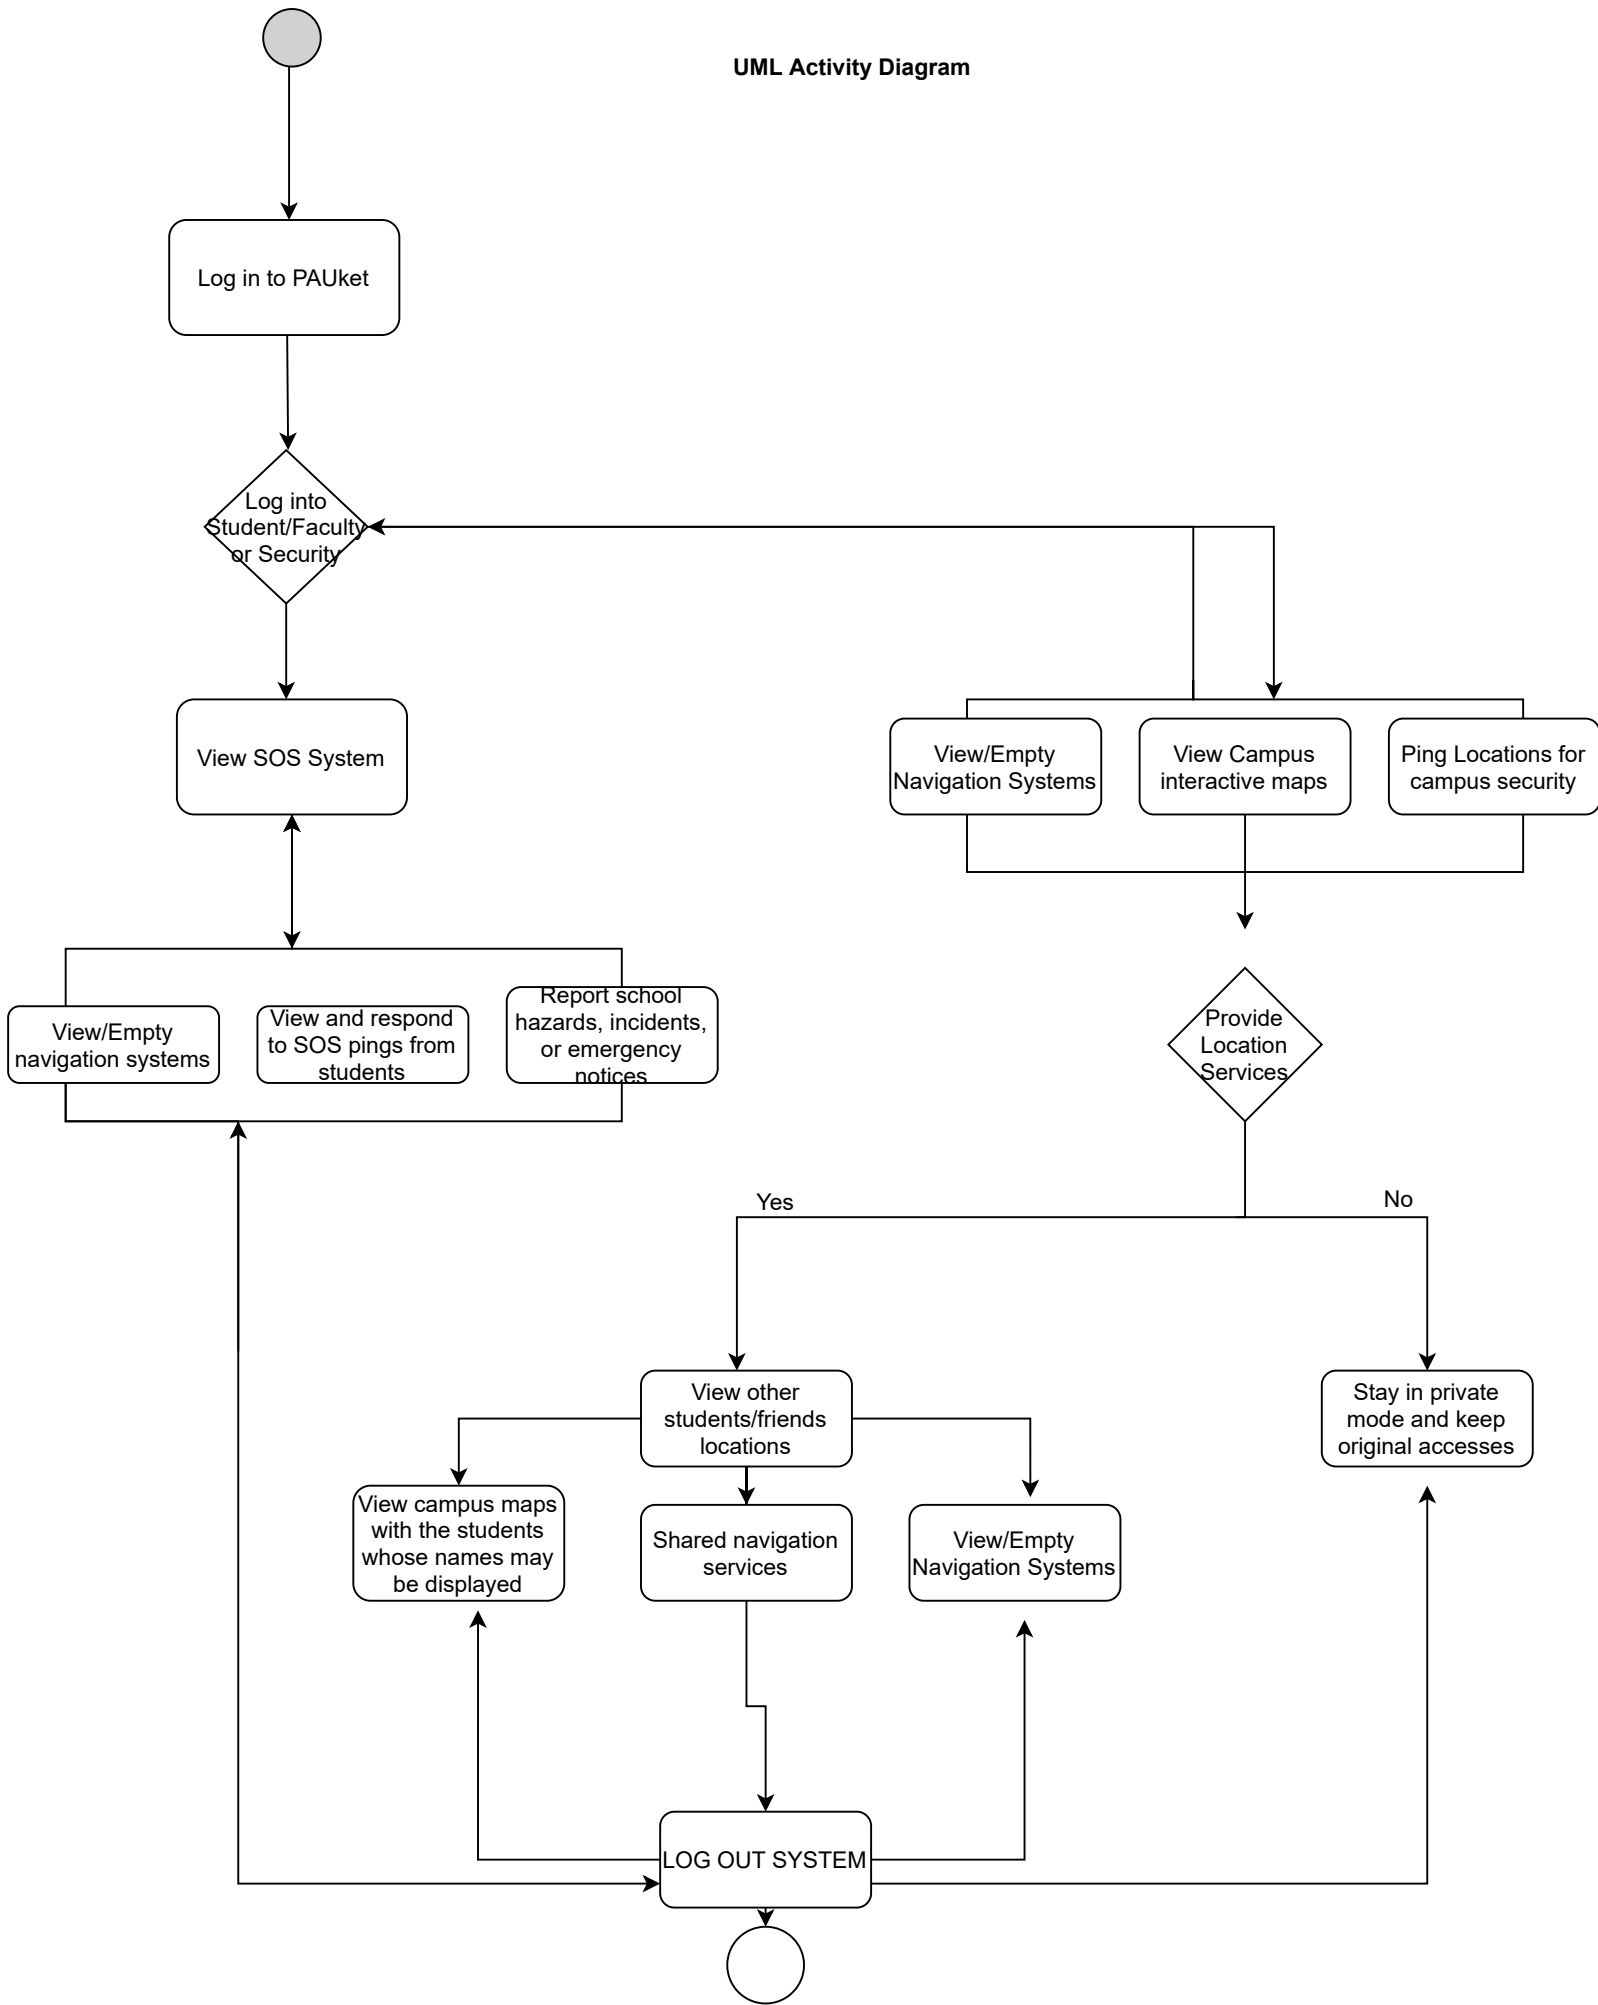 UML Activity Diagram
Log in to PAUket
Log into
Student/Faculty
or Security
View SOS System
View/Empty
Navigation Systems
View Campus
interactive maps
Ping Locations for
campus security
View/Empty
navigation systems
View and respond
to SOS pings from
students
Report school
hazards, incidents,
or emergency
notices
Provide
Location
Services
Yes
No
View other
students/friends
locations
Stay in private
mode and keep
original accesses
View campus maps
with the students
whose names may
be displayed
Shared navigation
services
View/Empty
Navigation Systems
LOG OUT SYSTEM